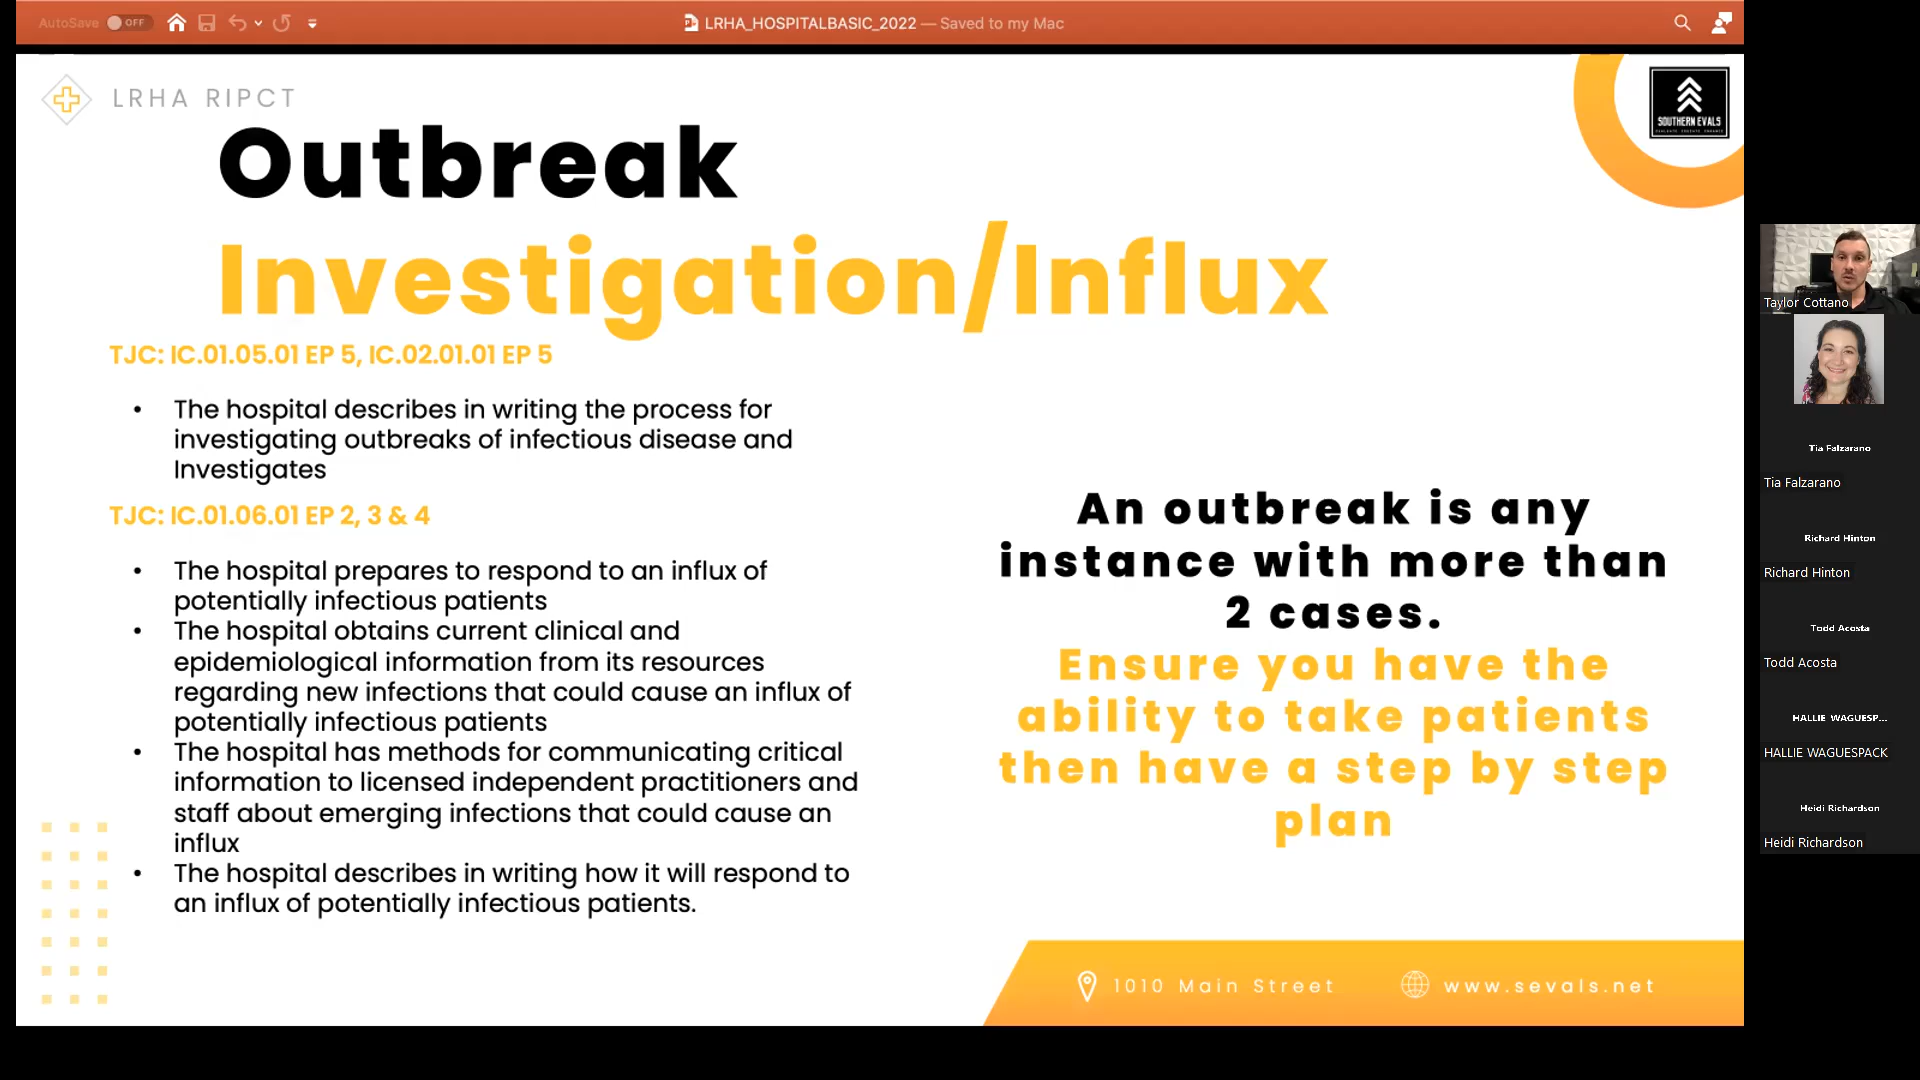 AutoSave OFF
LRHA_HOSPITALBASIC_2022 — Saved to my Mac
LRHA RIPCT
SOUTHERN EVALS
Outbreak
Investigation/Influx
TJC: IC.01.05.01 EP 5, IC.02.01.01 EP 5
• The hospital describes in writing the process for
investigating outbreaks of infectious disease and
Investigates
TJC: IC.01.06.01 EP 2, 3 & 4
• The hospital prepares to respond to an influx of
potentially infectious patients
• The hospital obtains current clinical and
epidemiological information from its resources
regarding new infections that could cause an influx of
potentially infectious patients
• The hospital has methods for communicating critical
information to licensed independent practitioners and
staff about emerging infections that could cause an
influx
• The hospital describes in writing how it will respond to
an influx of potentially infectious patients.
An outbreak is any
instance with more than
2 cases.
Ensure you have the
ability to take patients
then have a step by step
plan
1010 Main Street
www.sevals.net
Taylor Cottano
Tia Falzarano
Tia Falzarano
Richard Hinton
Richard Hinton
Todd Acosta
Todd Acosta
HALLIE WAGUESP...
HALLIE WAGUESPACK
Heidi Richardson
Heidi Richardson